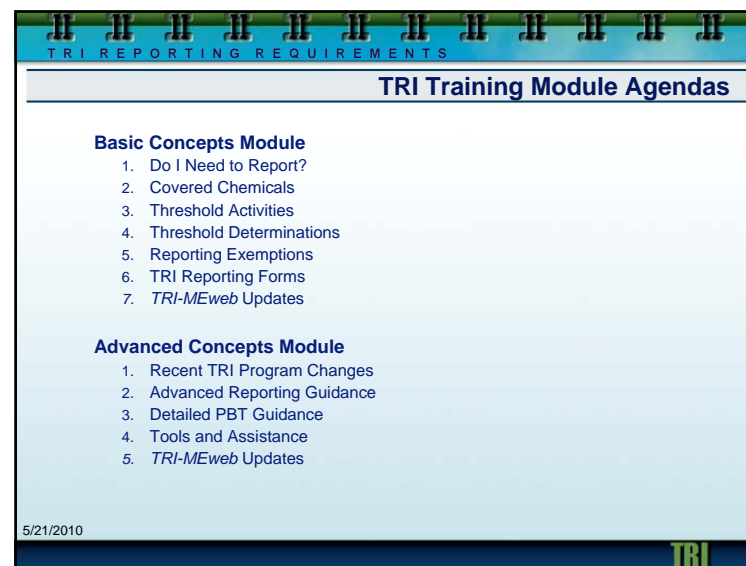 TRI REPORTING REQUIREMENTS
TRI Training Module Agendas
Basic Concepts Module
1. Do I Need to Report?
2. Covered Chemicals
3. Threshold Activities
4. Threshold Determinations
5. Reporting Exemptions
6. TRI Reporting Forms
7. TRI-MEweb Updates
Advanced Concepts Module
1. Recent TRI Program Changes
2. Advanced Reporting Guidance
3. Detailed PBT Guidance
4. Tools and Assistance
5. TRI-MEweb Updates
5/21/2010
TRI